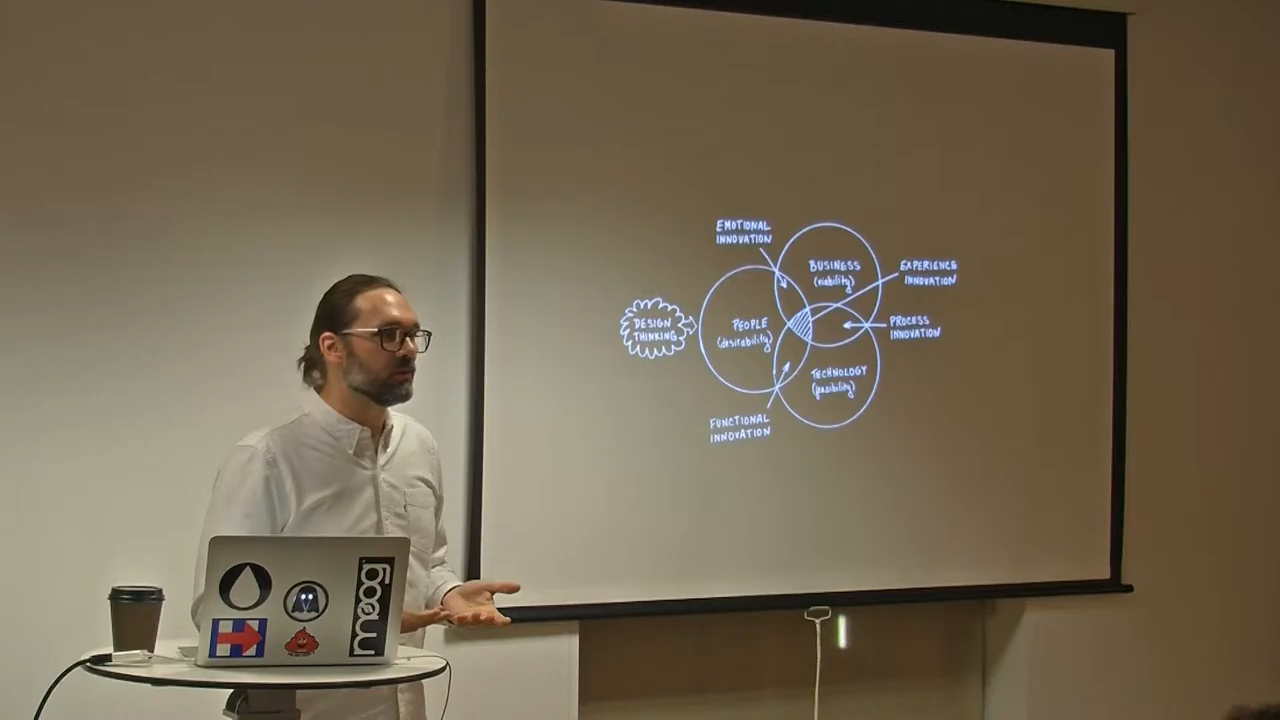 EMOTIONAL
INNOVATION
BUSINESS
(viability)
EXPERIENCE
INNOVATION
DESIGN
THINKING
PEOPLE
(desirability)
PROCESS
INNOVATION
TECHNOLOGY
(feasibility)
FUNCTIONAL
INNOVATION
moog